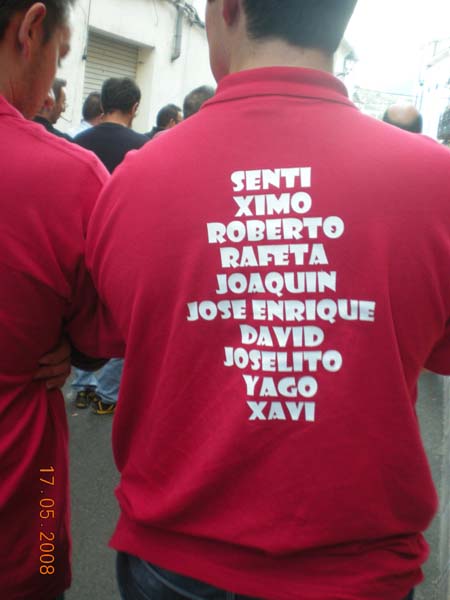 SENTI
XIMO
ROBERTO
RAFETA
JOAQUIN
JOSE ENRIQUE
DAVID
JOSELITO
YAGO
XAVI
17.05.2008